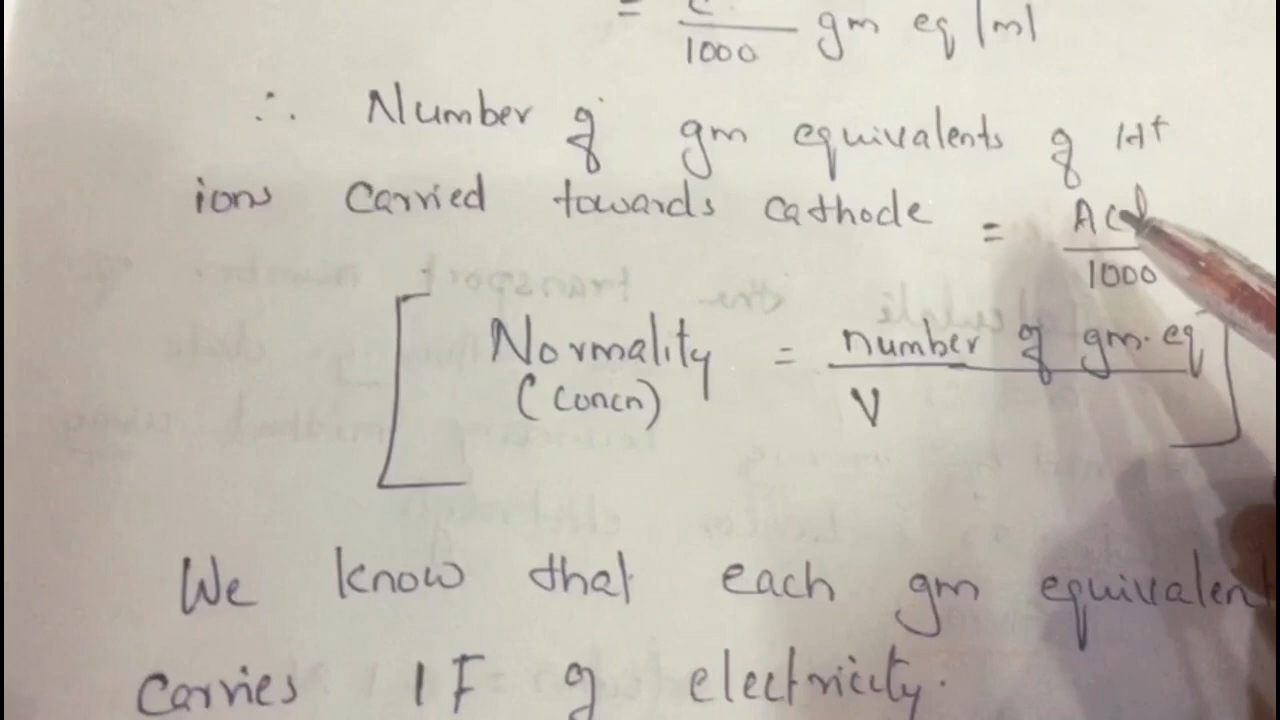 = C/1000 gm eq/ml
∴ Number of gm equivalents of H+
ions carried towards cathode = ACl/1000
Normality = number of gm.eq/V
(concn)
We know that each gm equivalent
carries 1 F of electricity.